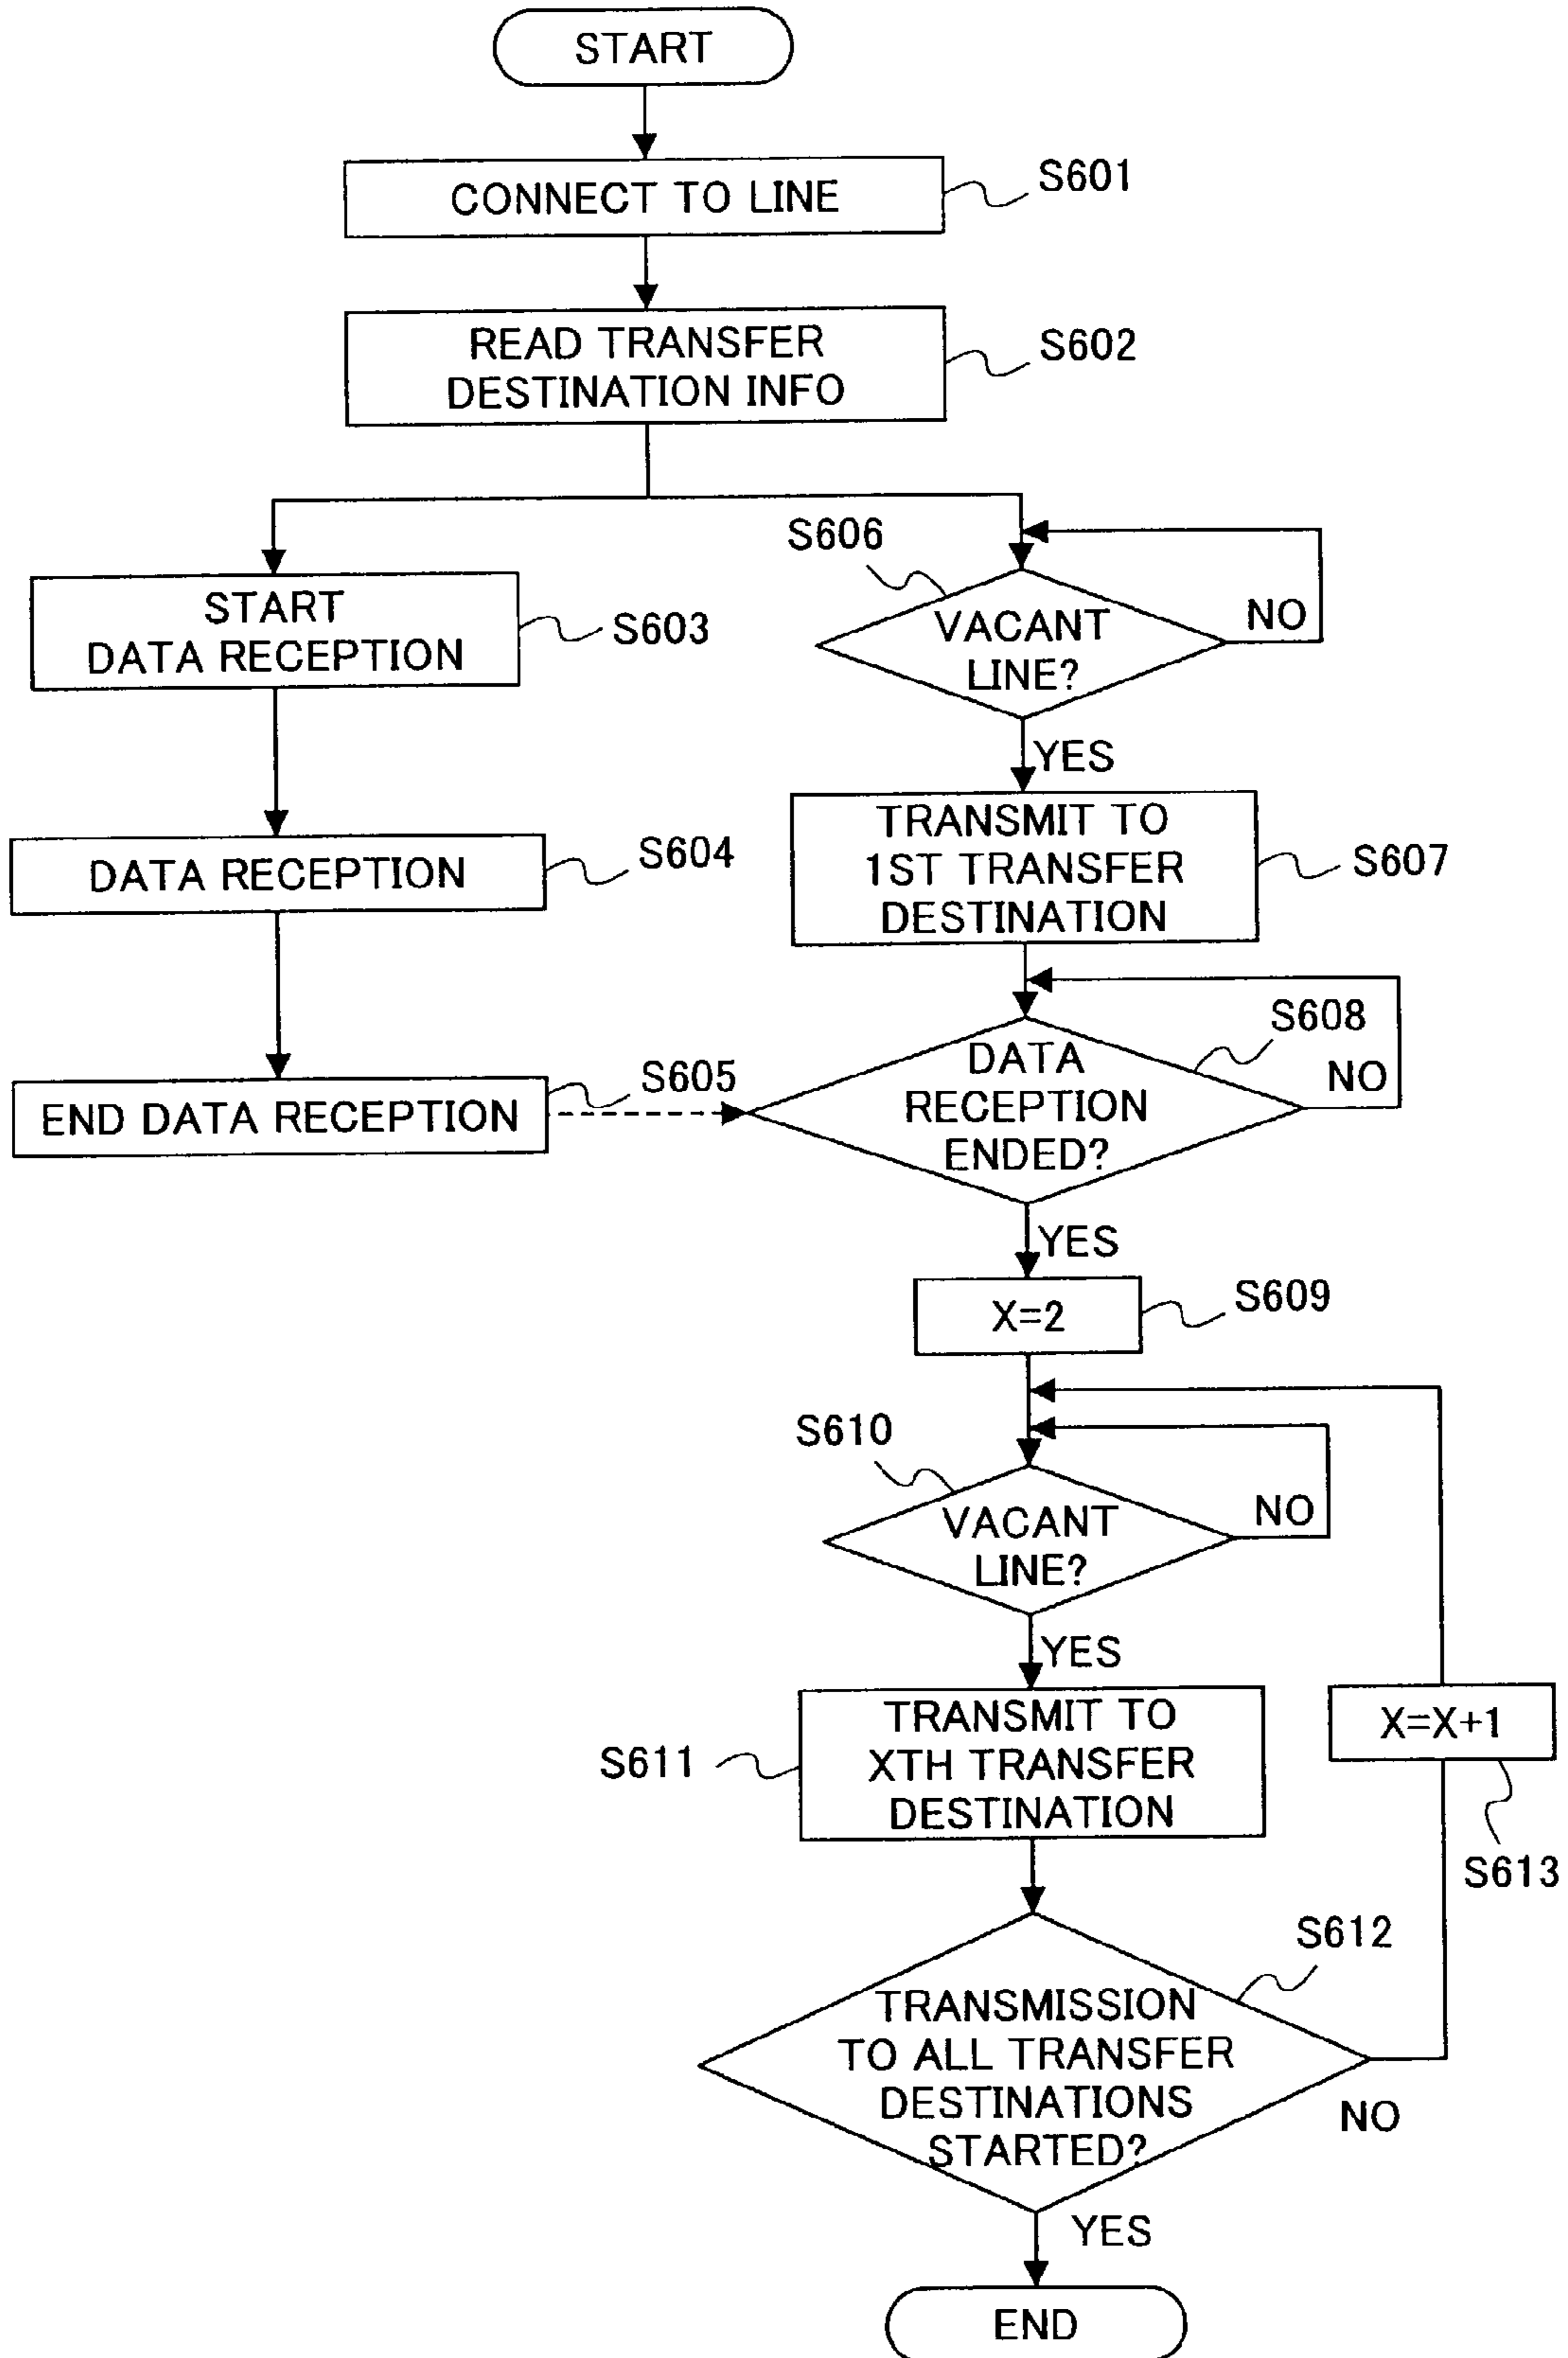 START
CONNECT TO LINE
S601
READ TRANSFER
DESTINATION INFO
S602
S606
START
DATA RECEPTION
S603
VACANT
LINE?
NO
YES
TRANSMIT TO
1ST TRANSFER
DESTINATION
S607
DATA RECEPTION
S604
S608
DATA
RECEPTION
ENDED?
NO
END DATA RECEPTION
S605
YES
X=2
S609
S610
VACANT
LINE?
NO
YES
TRANSMIT TO
XTH TRANSFER
DESTINATION
S611
X=X+1
S613
S612
TRANSMISSION
TO ALL TRANSFER
DESTINATIONS
STARTED?
NO
YES
END